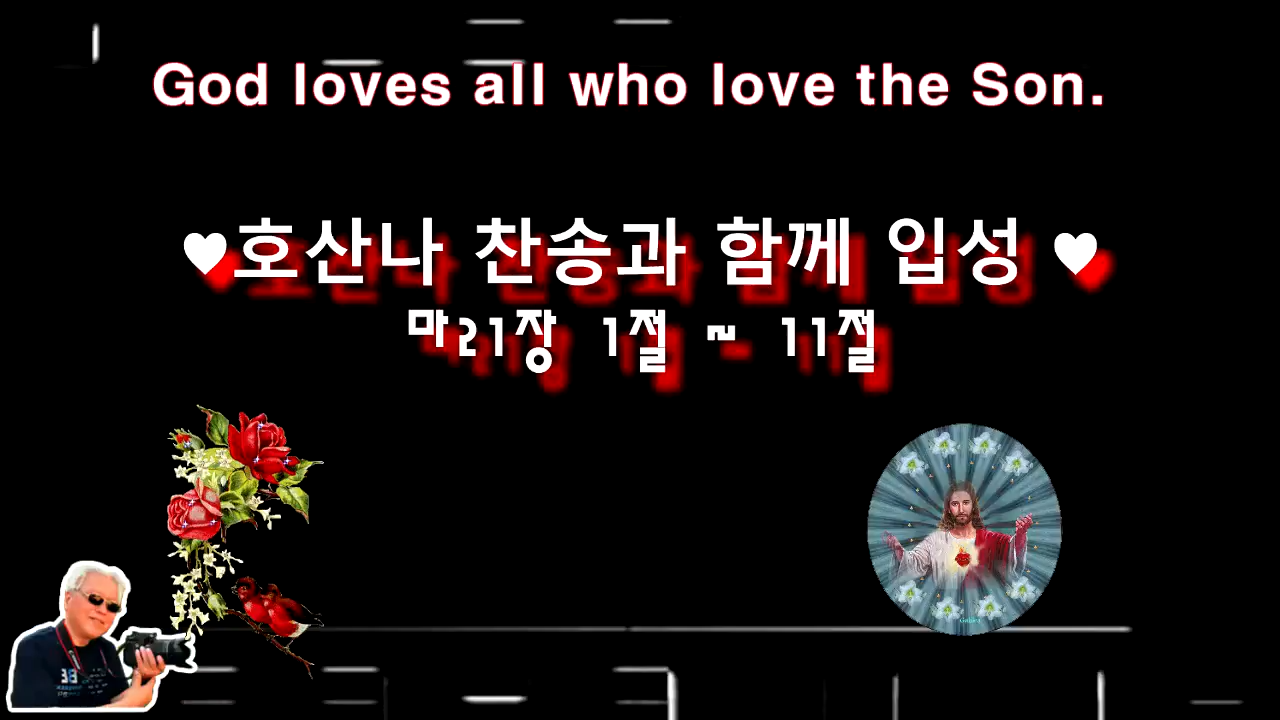 God loves all who love the Son.
♥호산나 찬송과 함께 입성 ♥
마21장 1절 ~ 11절